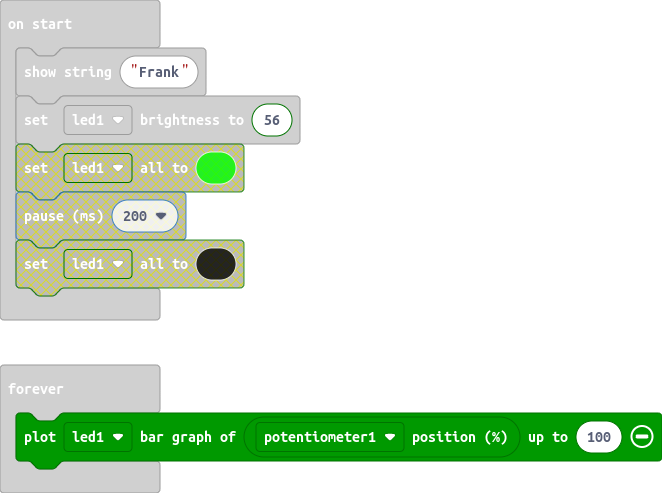 on start
show string "Frank"
set led1 brightness to 56
set led1 all to
pause (ms) 200
set led1 all to
forever
plot led1 bar graph of potentiometer1 position (%) up to 100